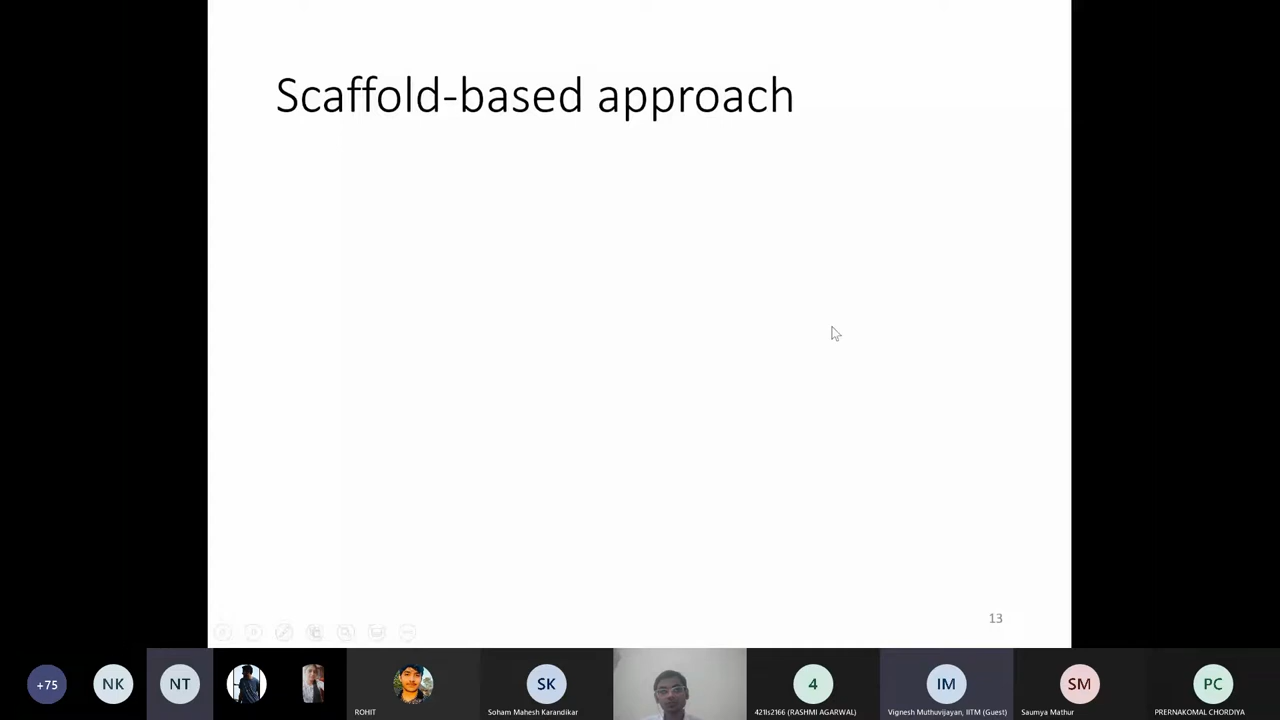 Scaffold-based approach
13
+75
NK
NT
ROHIT
SK
Soham Mahesh Karandikar
4
421ls2166 (RASHMI AGARWAL)
IM
Vignesh Muthuvijayan, IITM (Guest)
SM
Saumya Mathur
PC
PRERNAKOMAL CHORDIYA